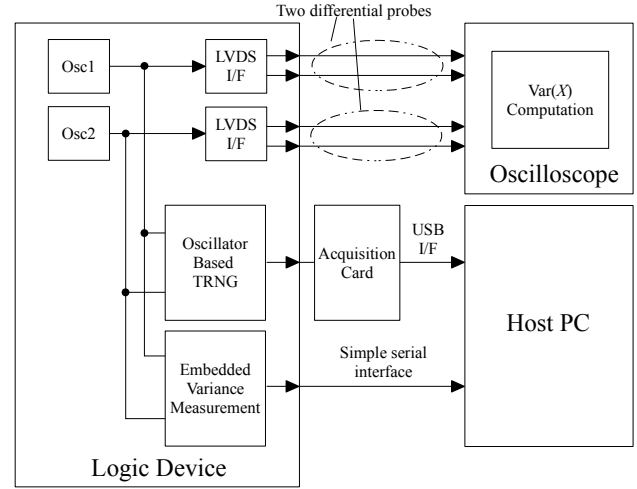 Two differential probes
Osc1
LVDS
I/F
Osc2
LVDS
I/F
Var(X)
Computation
Oscilloscope
Oscillator
Based
TRNG
Acquisition
Card
USB
I/F
Host PC
Embedded
Variance
Measurement
Simple serial
interface
Logic Device